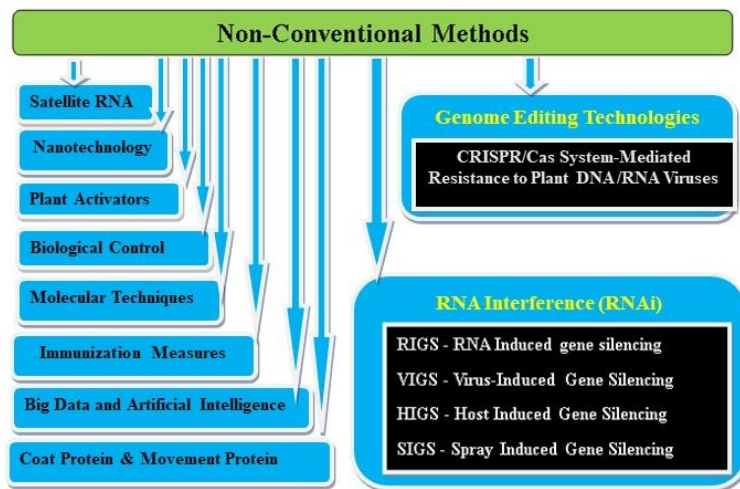 Non-Conventional Methods
Satellite RNA
Nanotechnology
Plant Activators
Biological Control
Molecular Techniques
Immunization Measures
Big Data and Artificial Intelligence
Coat Protein & Movement Protein
Genome Editing Technologies
CRISPR/Cas System-Mediated
Resistance to Plant DNA/RNA Viruses
RNA Interference (RNAi)
RIGS - RNA Induced gene silencing
VIGS - Virus-Induced Gene Silencing
HIGS - Host Induced Gene Silencing
SIGS - Spray Induced Gene Silencing